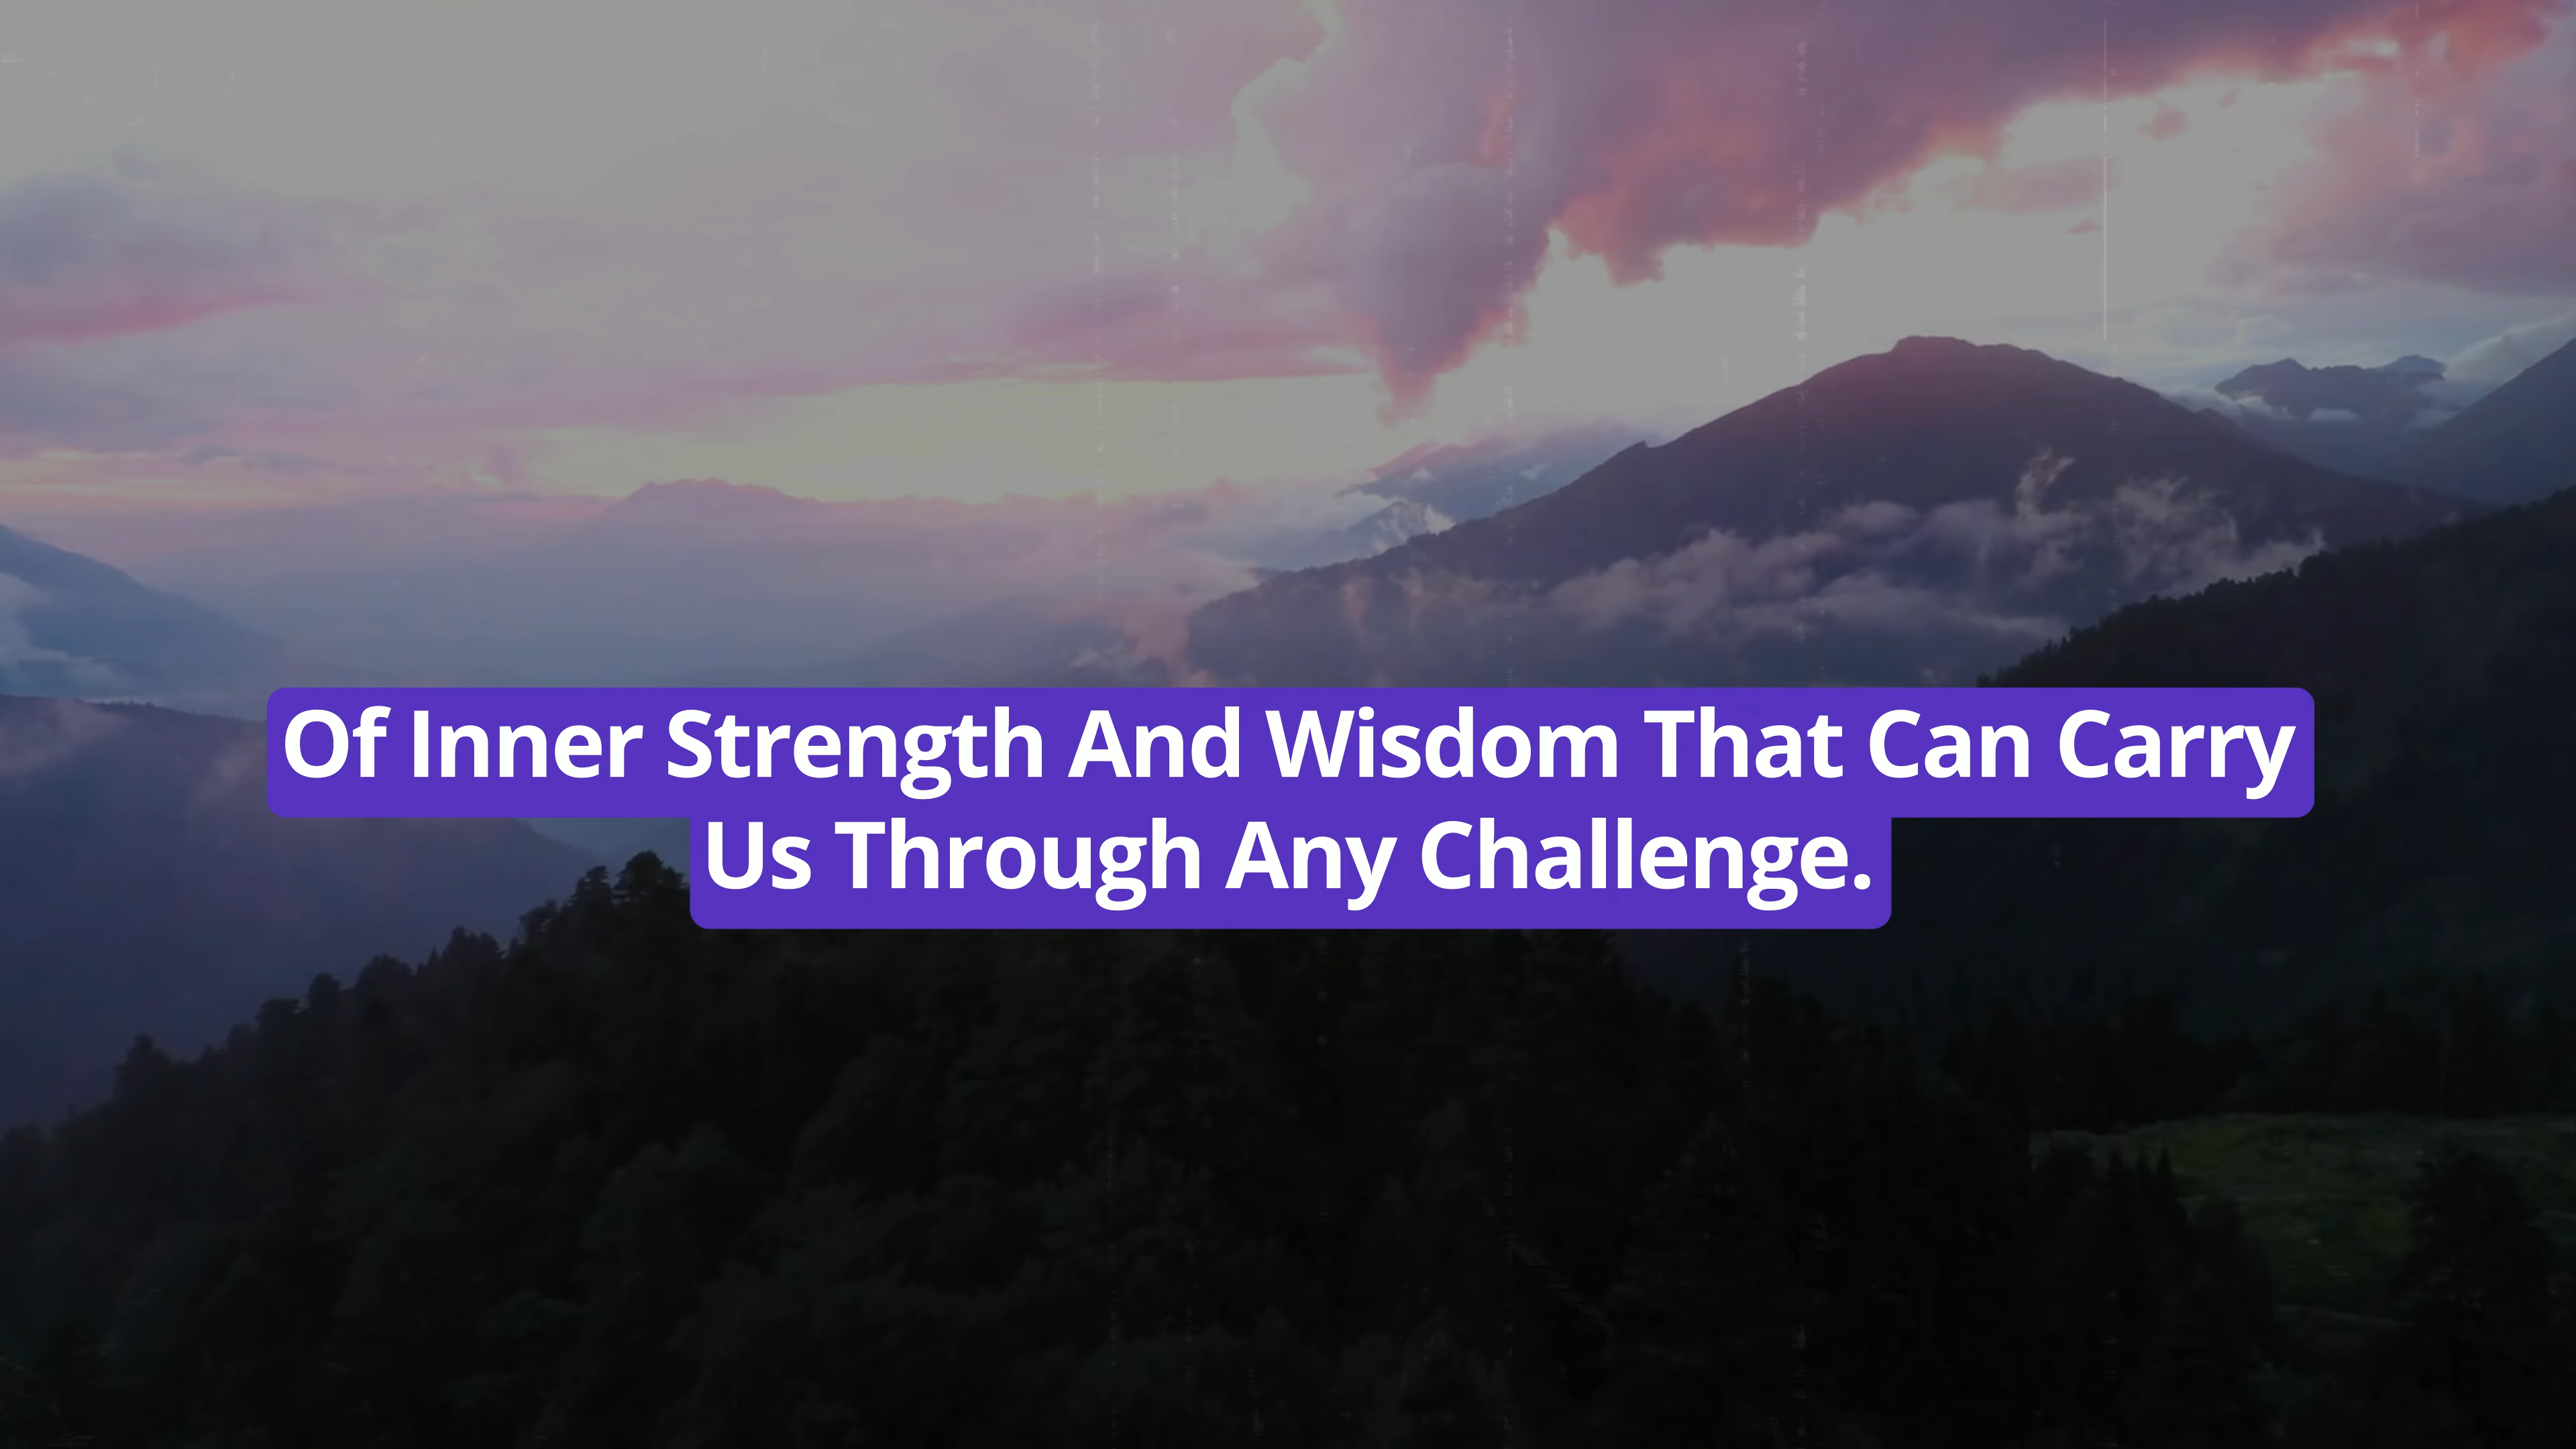 Of Inner Strength And Wisdom That Can Carry
Us Through Any Challenge.